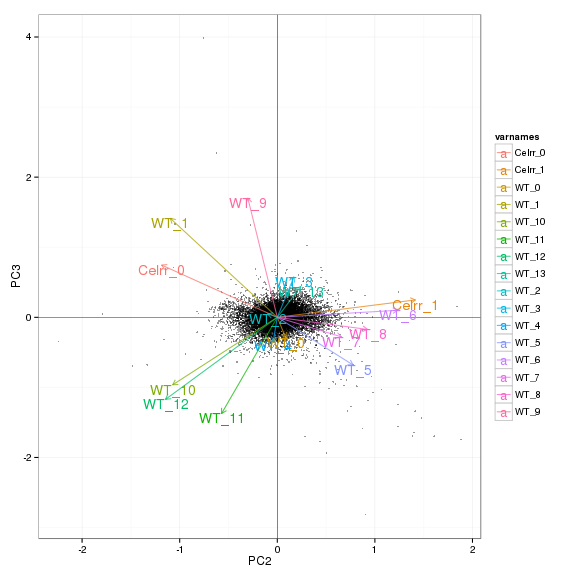 4
2
0
-2
PC3
-2
-1
0
1
2
PC2
WT_9
WT_1
Celrr_0
WT_3
WT_13
Celrr_1
WT_6
WT_8
WT_7
WT_5
WT_10
WT_12
WT_11
varnames
a Celrr_0
a Celrr_1
a WT_0
a WT_1
a WT_10
a WT_11
a WT_12
a WT_13
a WT_2
a WT_3
a WT_4
a WT_5
a WT_6
a WT_7
a WT_8
a WT_9